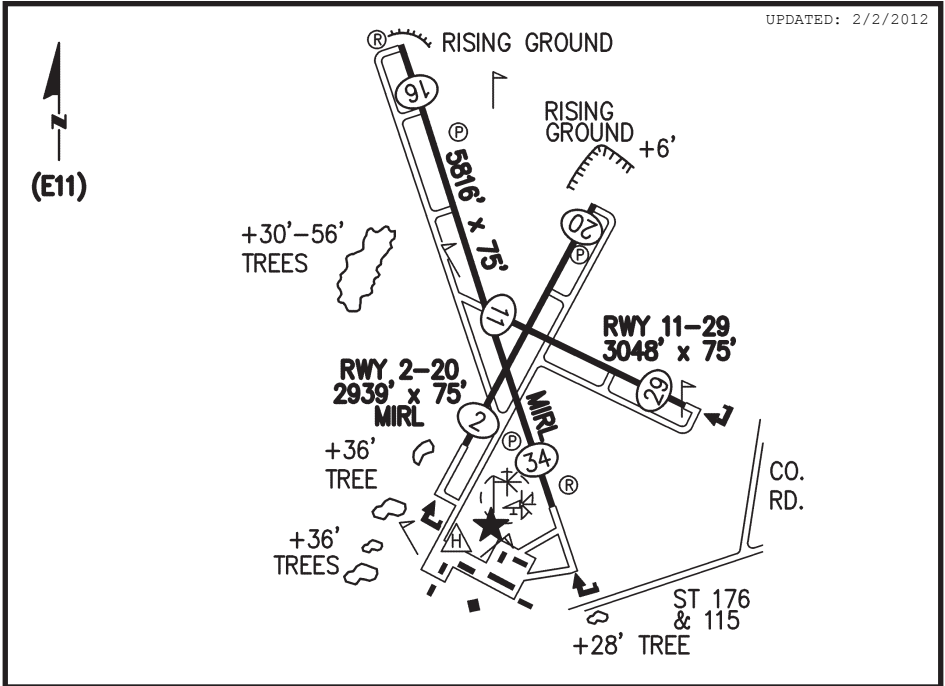 UPDATED: 2/2/2012
R
RISING GROUND
16
P
RISING
GROUND
+6'
N
(E11)
5816' x 75'
+30'-56'
TREES
20
P
11
RWY 11-29
3048' x 75'
RWY 2-20
2939' x 75'
MIRL
29
MIRL
2
+36'
TREE
P
34
R
CO.
RD.
+36'
TREES
H
ST 176
& 115
+28' TREE